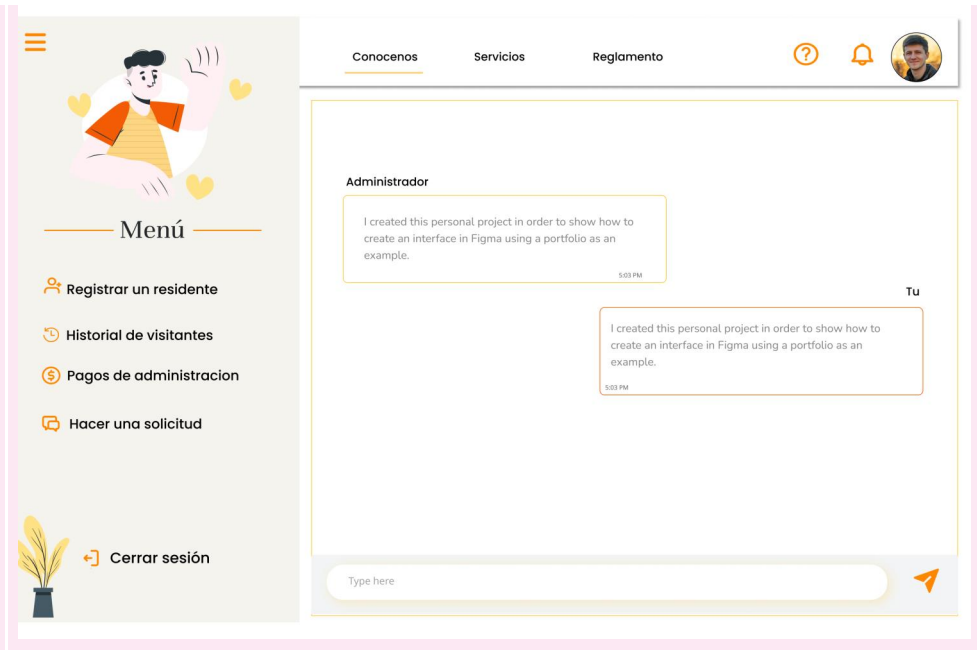 Conocenos Servicios Reglamento
Menú
Registrar un residente
Historial de visitantes
Pagos de administracion
Hacer una solicitud
Cerrar sesión
Administrador
I created this personal project in order to show how to
create an interface in Figma using a portfolio as an
example.
5:03 PM
Tu
I created this personal project in order to show how to
create an interface in Figma using a portfolio as an
example.
5:03 PM
Type here